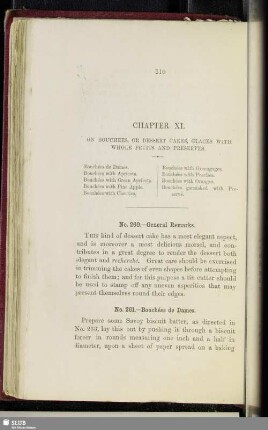 210
CHAPTER XI.
ON BOUCHEES, OR DESSERT CAKES, GLACES WITH
WHOLE FRUITS AND PRESERVES.
Bouchées de Dames.
Bouchées with Apricots.
Bouchées with Green Apricots.
Bouchées with Pine Apple.
Bouchées with Cherries.
Bouchées with Greengages.
Bouchées with Peaches.
Bouchées with Oranges.
Bouchées garnished with Pre-
serve.
No. 260.—General Remarks.
THIS kind of dessert cake has a most elegant aspect,
and is moreover a most delicious morsel, and con-
tributes in a great degree to render the dessert both
elegant and recherché. Great care should be exercised
in trimming the cakes of even shapes before attempting
to finish them; and for this purpose a tin cutter should
be used to stamp off any uneven asperities that may
present themselves round their edges.
No. 261.—Bouchées de Dames.
Prepare some Savoy biscuit batter, as directed in
No. 233, lay this out by pushing it through a biscuit
forcer in rounds measuring one inch and a half in
diameter, upon a sheet of paper spread on a baking
SLUB